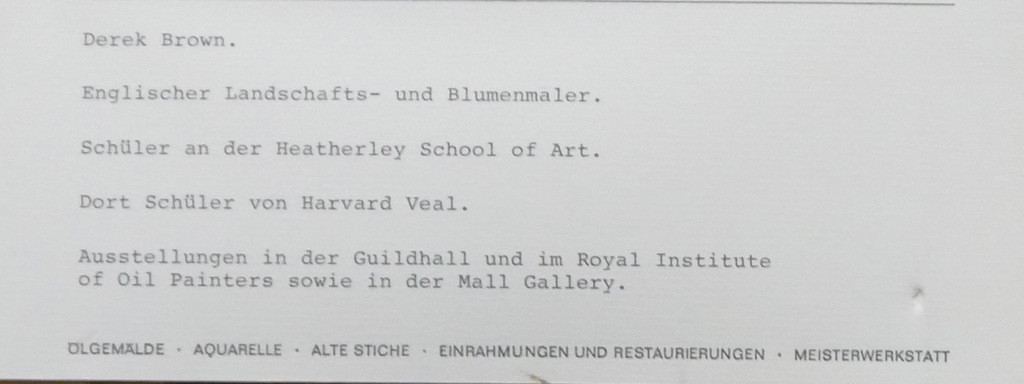 Derek Brown.
Englischer Landschafts- und Blumenmaler.
Schüler an der Heatherley School of Art.
Dort Schüler von Harvard Veal.
Ausstellungen in der Guildhall und im Royal Institute
of Oil Painters sowie in der Mall Gallery.
ÖLGEMÄLDE · AQUARELLE · ALTE STICHE · EINRAHMUNGEN UND RESTAURIERUNGEN · MEISTERWERKSTATT